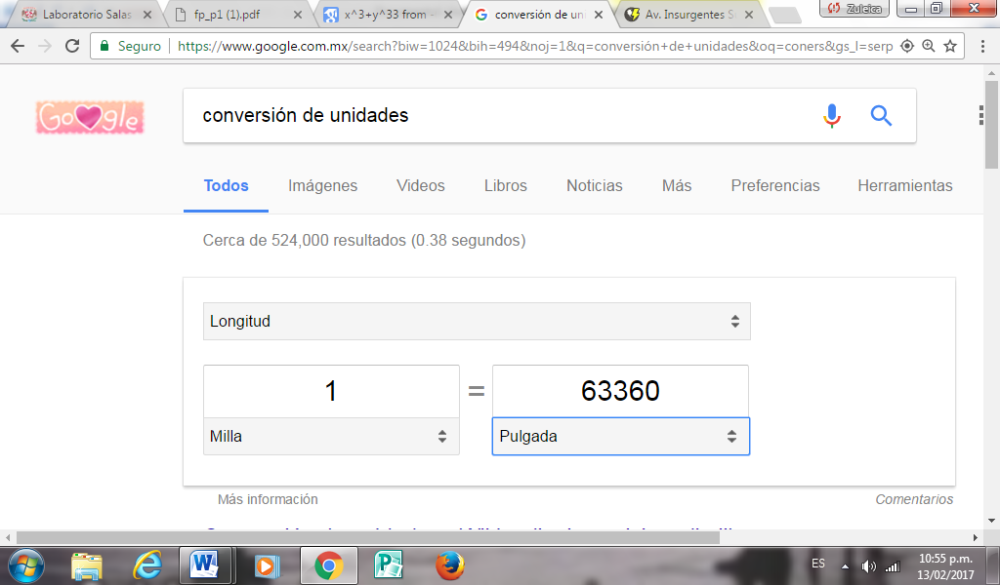 Laboratorio Salas
fp_p1 (1).pdf
x^3+y^33 from -
conversión de uni
Av. Insurgentes S
Zuleica
Seguro
https://www.google.com.mx/search?biw=1024&bih=494&noj=1&q=conversión+de+unidades&oq=coners&gs_l=serp
Google
conversión de unidades
Todos
Imágenes
Videos
Libros
Noticias
Más
Preferencias
Herramientas
Cerca de 524,000 resultados (0.38 segundos)
Longitud
1 = 63360
Milla
Pulgada
Más información
Comentarios
ES
10:55 p.m.
13/02/2017